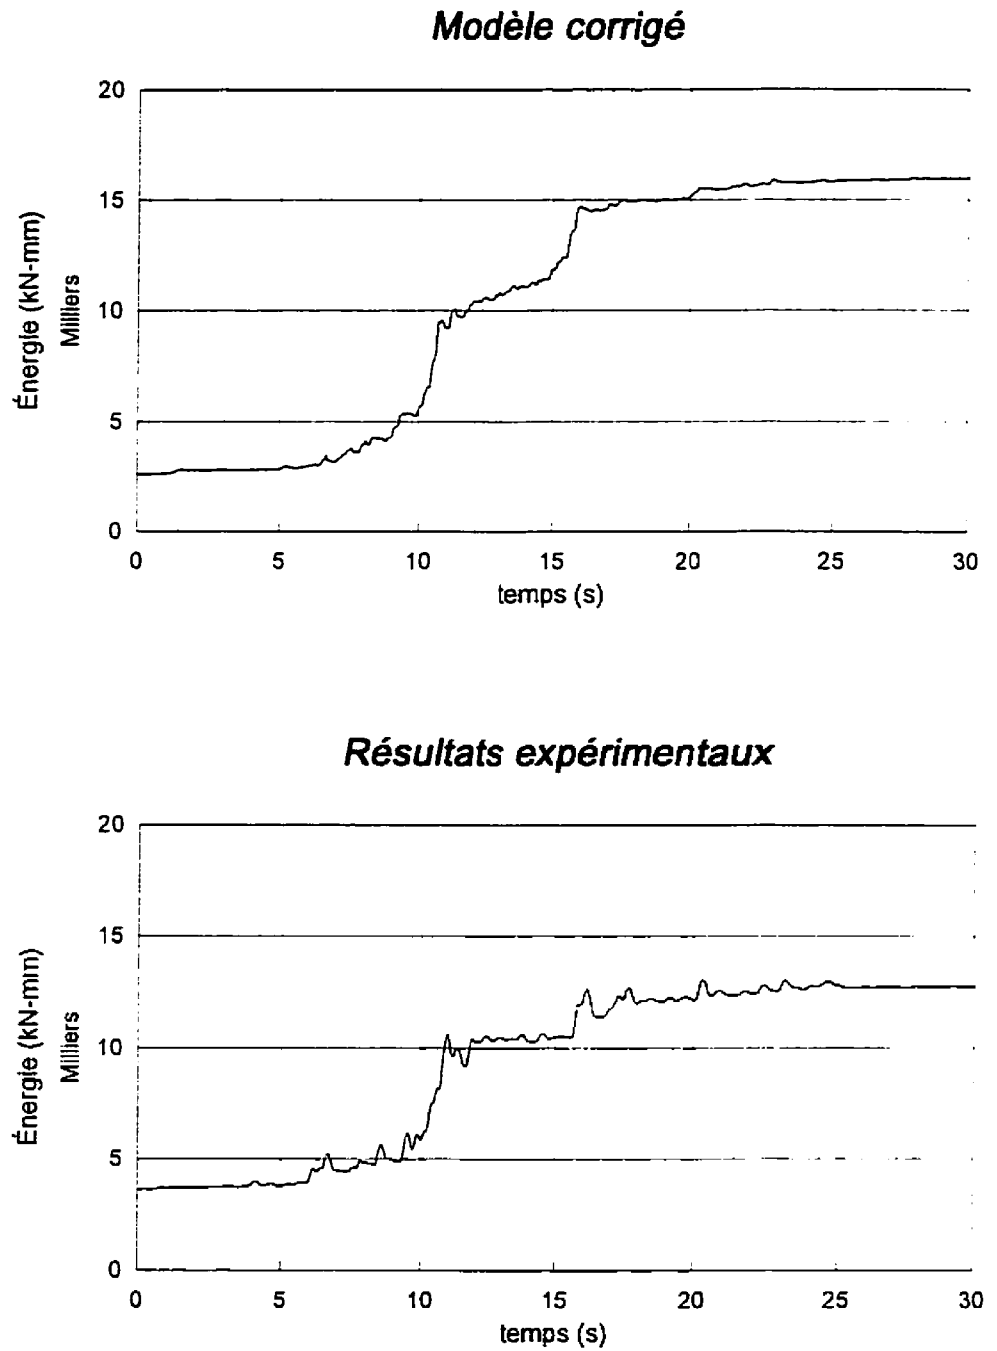 Modèle corrigé
20
15
10
5
0
Énergie (kN-mm)
Milliers
0 5 10 15 20 25 30
temps (s)
Résultats expérimentaux
20
15
10
5
0
Énergie (kN-mm)
Milliers
0 5 10 15 20 25 30
temps (s)